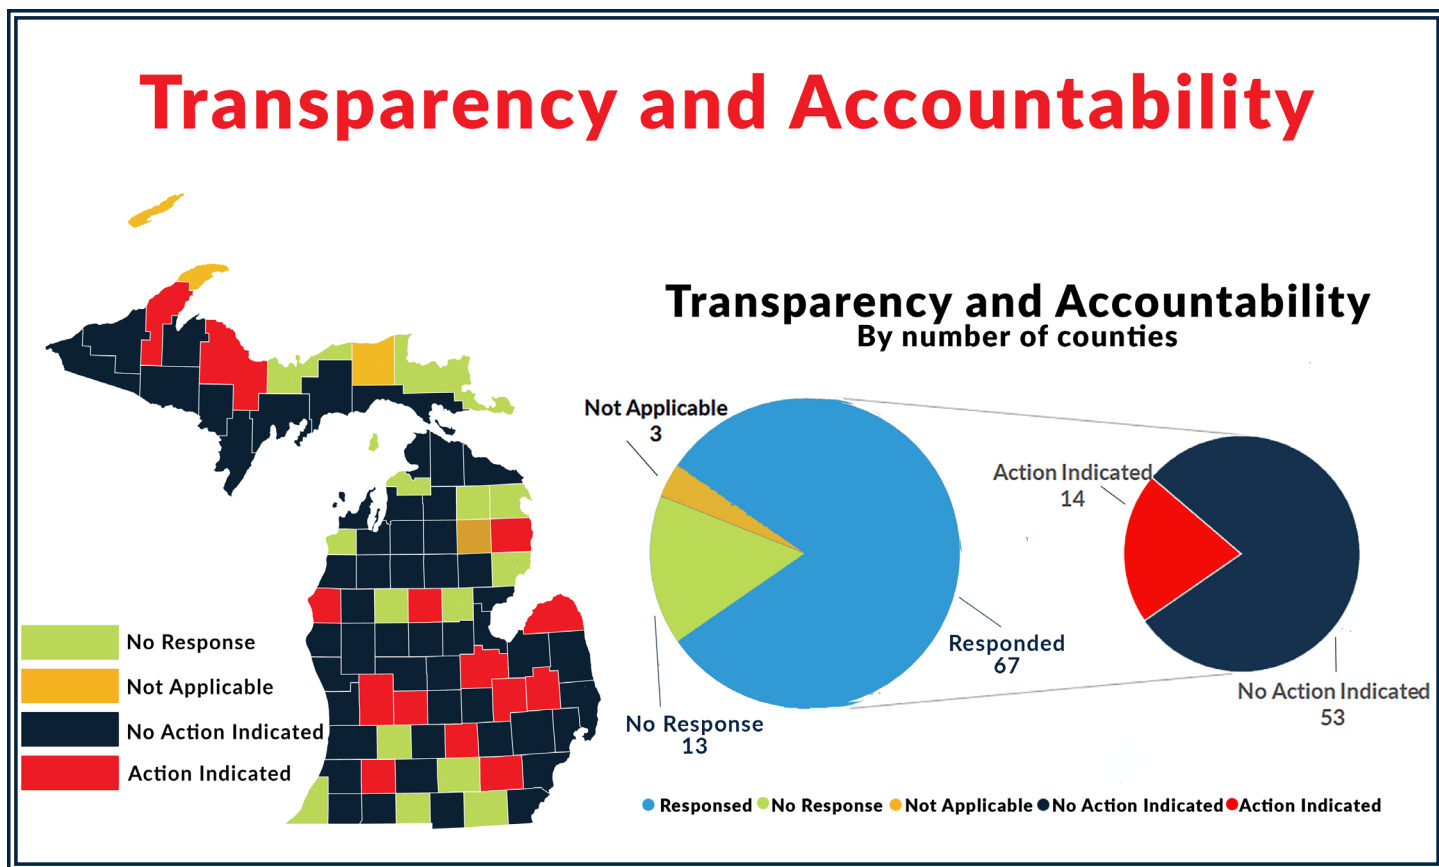 Transparency and Accountability
Transparency and Accountability
By number of counties
Not Applicable
3
Action Indicated
14
Responded
67
No Response
13
No Action Indicated
53
No Response
Not Applicable
No Action Indicated
Action Indicated
Responsed No Response Not Applicable No Action Indicated Action Indicated